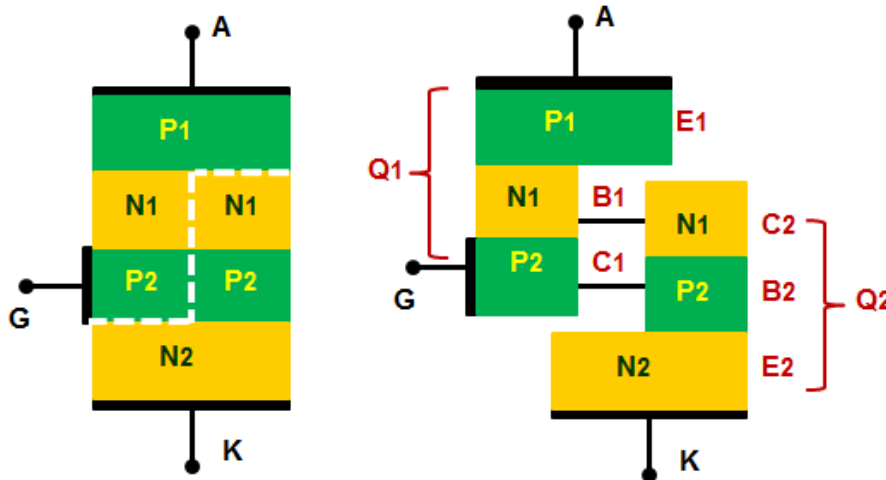 A
P1
N1 N1
P2 P2
G
N2
K
A
P1 E1
Q1
N1 B1 N1 C2
P2 C1 P2 B2 Q2
G
N2 E2
K